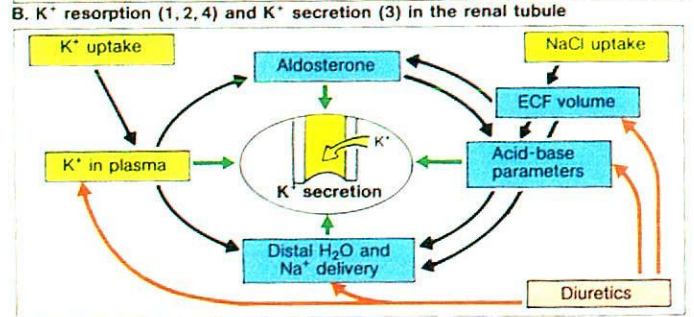 B. K⁺ resorption (1, 2, 4) and K⁺ secretion (3) in the renal tubule
K⁺ uptake
NaCl uptake
Aldosterone
ECF volume
K⁺
K⁺ in plasma
Acid-base
parameters
K⁺ secretion
Distal H₂O and
Na⁺ delivery
Diuretics